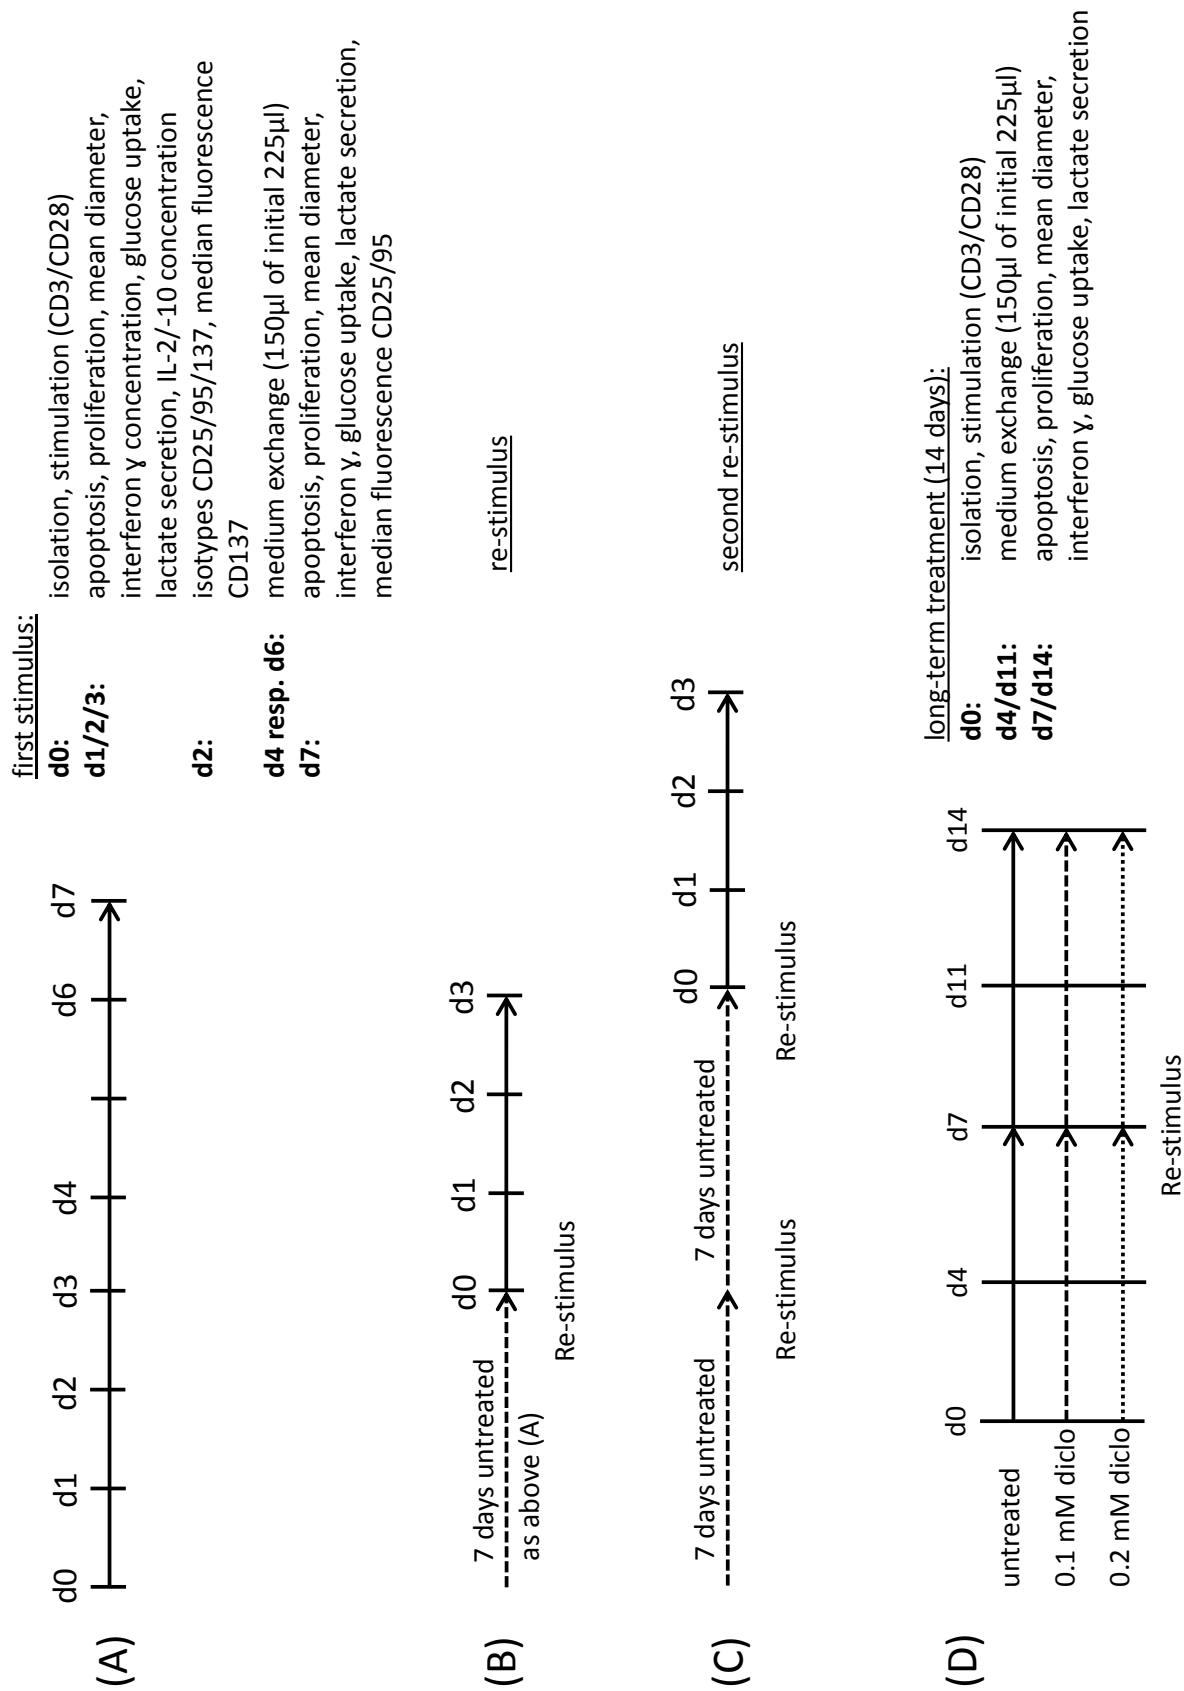 (A)
d0 d1 d2 d3 d4 d6 d7
first stimulus:
d0: isolation, stimulation (CD3/CD28)
d1/2/3: apoptosis, proliferation, mean diameter,
interferon γ concentration, glucose uptake,
lactate secretion, IL-2/-10 concentration
d2: isotypes CD25/95/137, median fluorescence
CD137
d4 resp. d6: medium exchange (150μl of initial 225μl)
d7: apoptosis, proliferation, mean diameter,
interferon γ, glucose uptake, lactate secretion,
median fluorescence CD25/95
(B)
d0 d1 d2 d3
7 days untreated
as above (A)
Re-stimulus
re-stimulus
(C)
d0 d1 d2 d3
7 days untreated 7 days untreated
Re-stimulus Re-stimulus
second re-stimulus
(D)
d0 d4 d7 d11 d14
untreated
0.1 mM diclo
0.2 mM diclo
Re-stimulus
long-term treatment (14 days):
d0: isolation, stimulation (CD3/CD28)
d4/d11: medium exchange (150μl of initial 225μl)
d7/d14: apoptosis, proliferation, mean diameter,
interferon γ, glucose uptake, lactate secretion